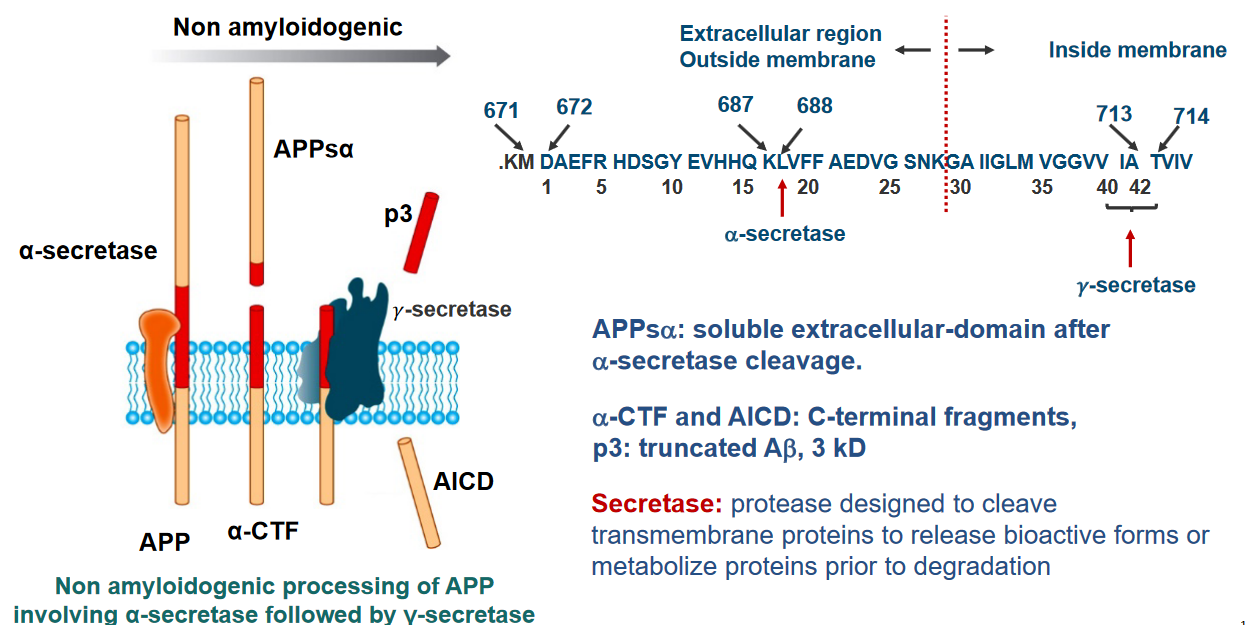 Non amyloidogenic
APPsα
p3
α-secretase
γ-secretase
AICD
α-CTF
APP
Non amyloidogenic processing of APP
involving α-secretase followed by γ-secretase
Extracellular region
Outside membrane
Inside membrane
671 672 687 688 713 714
.KM DAEFR HDSGY EVHHQ KLVFF AEDVG SNKGA IIGLM VGGVV IA TVIV
1 5 10 15 20 25 30 35 40 42
α-secretase
γ-secretase
APPsα: soluble extracellular-domain after
α-secretase cleavage.
α-CTF and AICD: C-terminal fragments,
p3: truncated Aβ, 3 kD
Secretase: protease designed to cleave
transmembrane proteins to release bioactive forms or
metabolize proteins prior to degradation
1